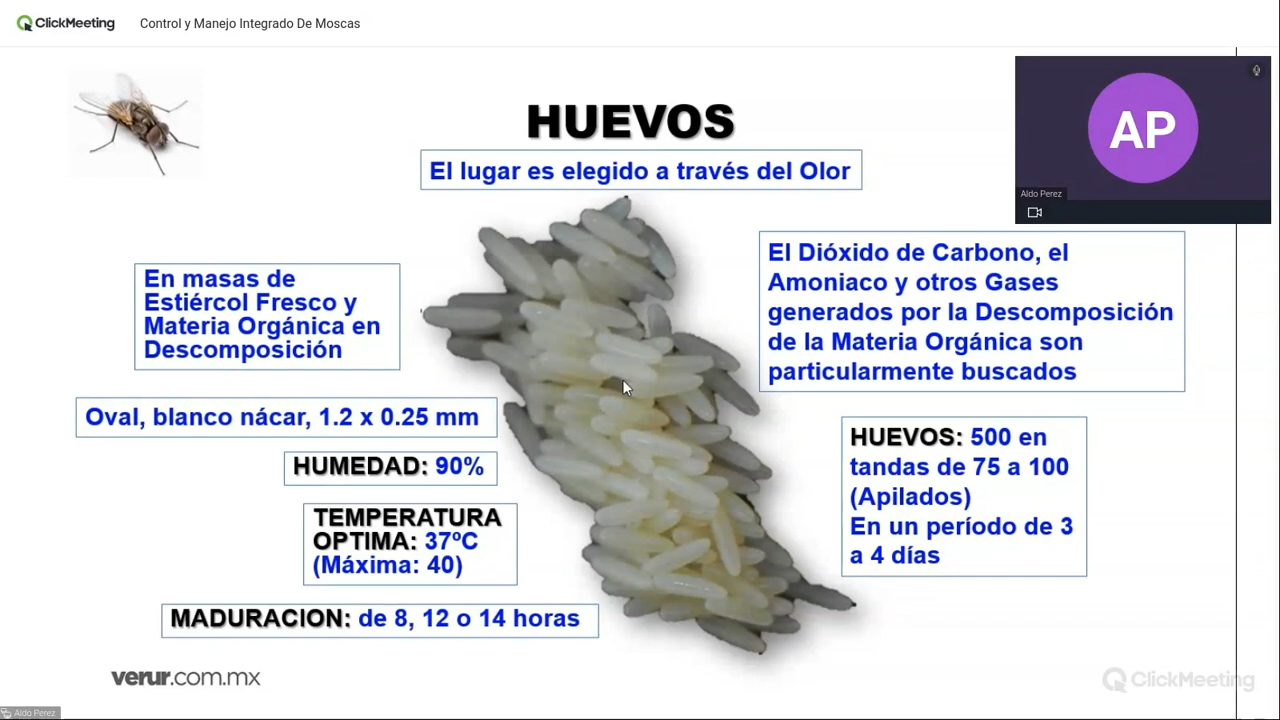 ClickMeeting
Control y Manejo Integrado De Moscas
HUEVOS
El lugar es elegido a través del Olor
AP
Aldo Perez
En masas de
Estiércol Fresco y
Materia Orgánica en
Descomposición
El Dióxido de Carbono, el
Amoniaco y otros Gases
generados por la Descomposición
de la Materia Orgánica son
particularmente buscados
Oval, blanco nácar, 1.2 x 0.25 mm
HUMEDAD: 90%
TEMPERATURA
OPTIMA: 37ºC
(Máxima: 40)
MADURACION: de 8, 12 o 14 horas
HUEVOS: 500 en
tandas de 75 a 100
(Apilados)
En un período de 3
a 4 días
verur.com.mx
ClickMeeting
Aldo Perez